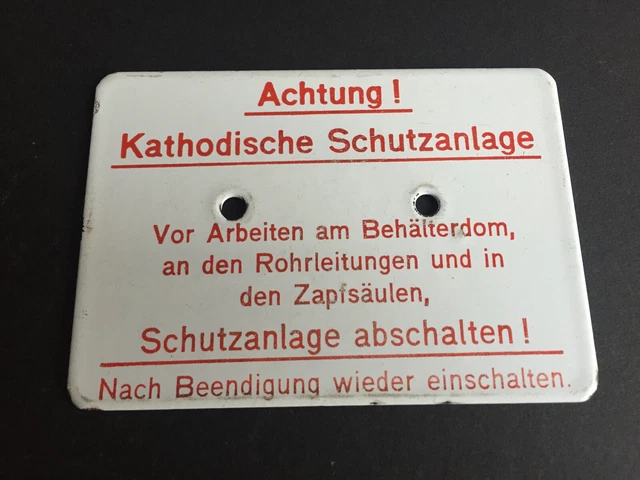 Achtung !
Kathodische Schutzanlage
Vor Arbeiten am Behälterdom,
an den Rohrleitungen und in
den Zapfsäulen,
Schutzanlage abschalten !
Nach Beendigung wieder einschalten.